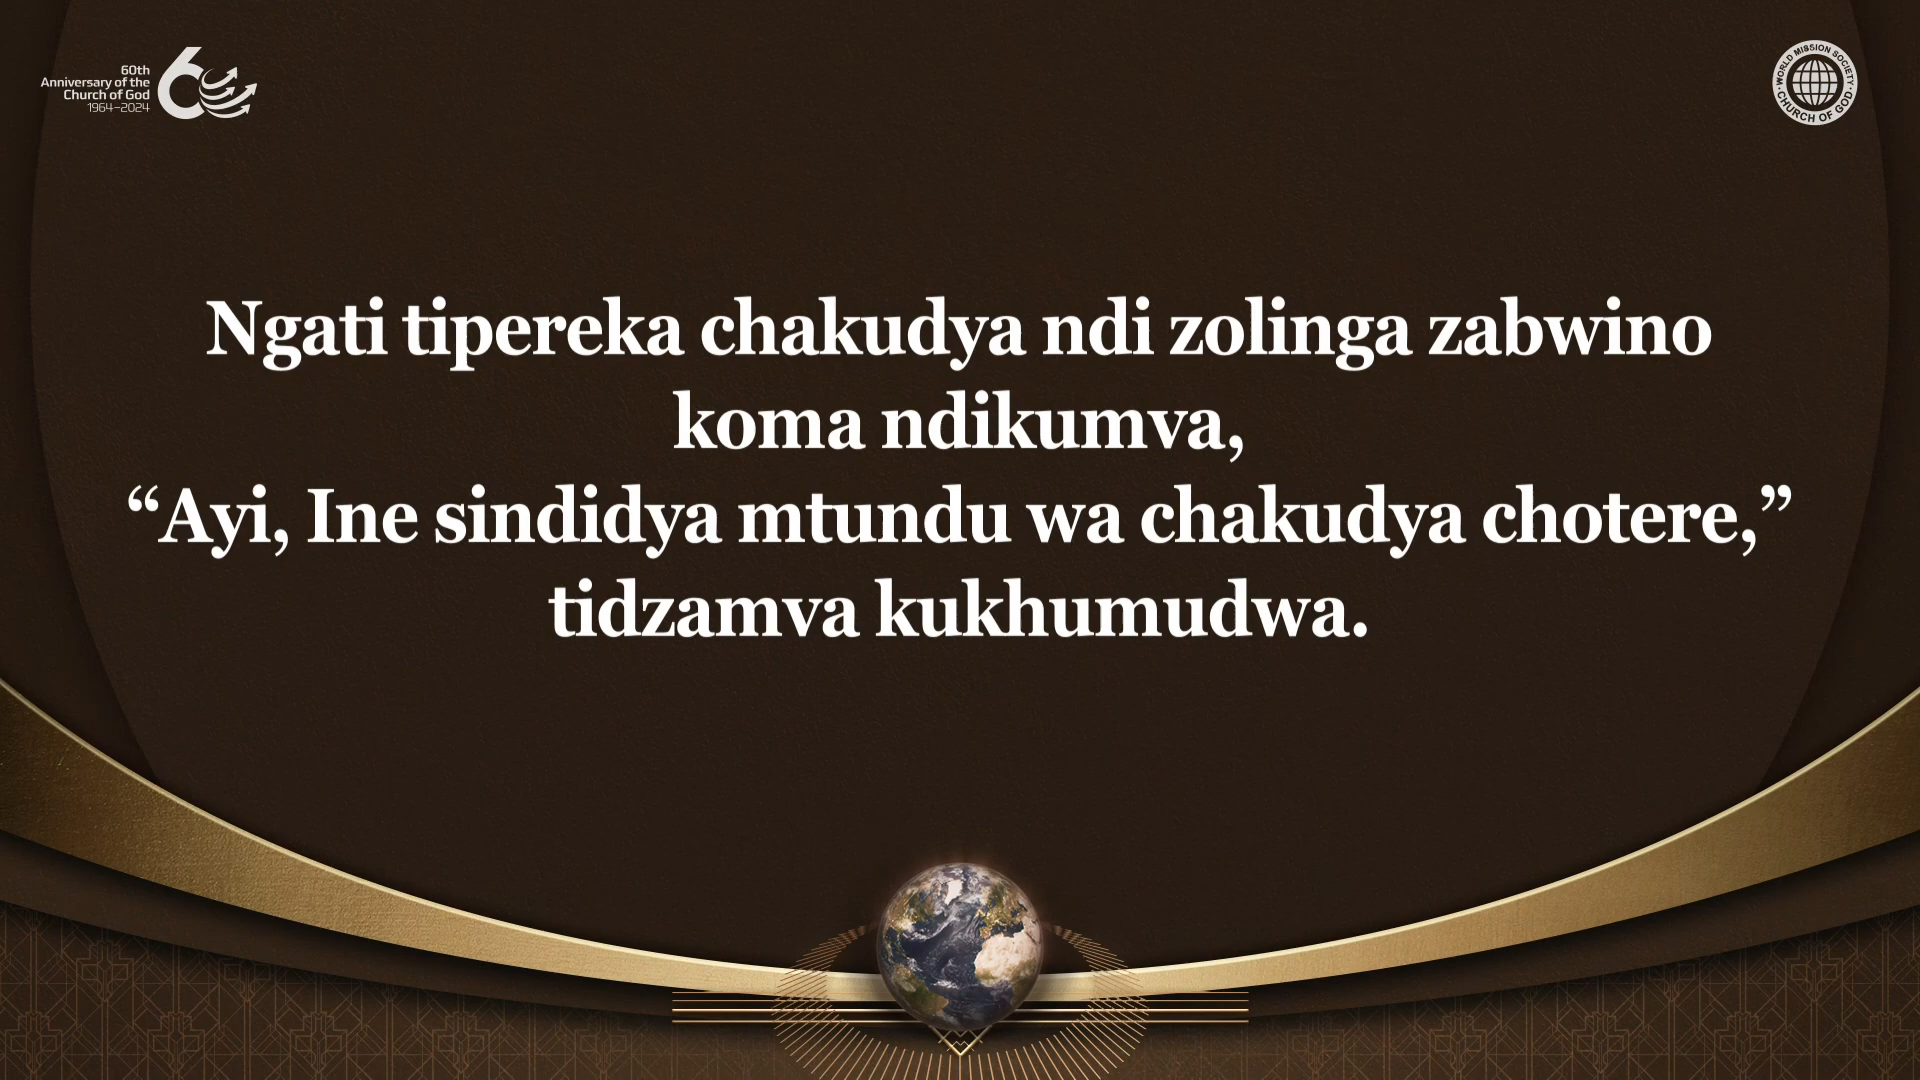 60th
Anniversary of the
Church of God
1964–2024
60
WORLD MISSION SOCIETY
CHURCH OF GOD
Ngati tipereka chakudya ndi zolinga zabwino
koma ndikumva,
“Ayi, Ine sindidya mtundu wa chakudya chotere,”
tidzamva kukhumudwa.